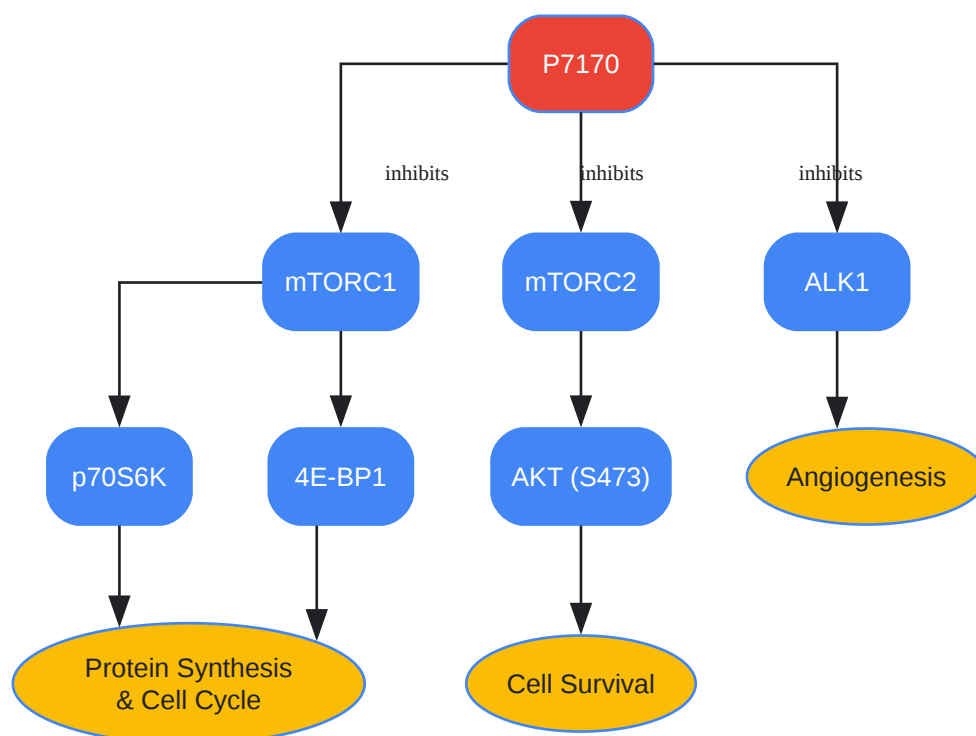 P7170
inhibits
inhibits
inhibits
mTORC1
mTORC2
ALK1
p70S6K
4E-BP1
AKT (S473)
Angiogenesis
Protein Synthesis
& Cell Cycle
Cell Survival